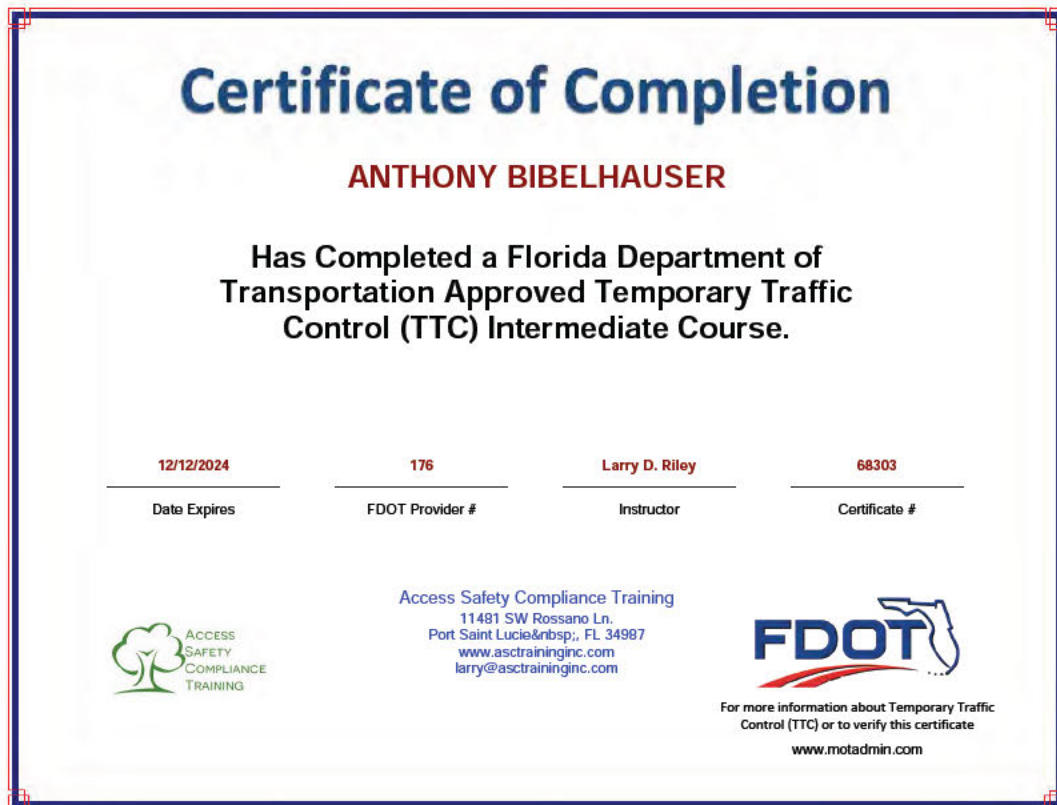 Certificate of Completion
ANTHONY BIBELHAUSER
Has Completed a Florida Department of
Transportation Approved Temporary Traffic
Control (TTC) Intermediate Course.
12/12/2024
Date Expires
176
FDOT Provider #
Larry D. Riley
Instructor
68303
Certificate #
ACCESS
SAFETY
COMPLIANCE
TRAINING
Access Safety Compliance Training
11481 SW Rossano Ln.
Port Saint Lucie&nbsp;, FL 34987
www.asctraininginc.com
larry@asctraininginc.com
FDOT
For more information about Temporary Traffic
Control (TTC) or to verify this certificate
www.motadmin.com